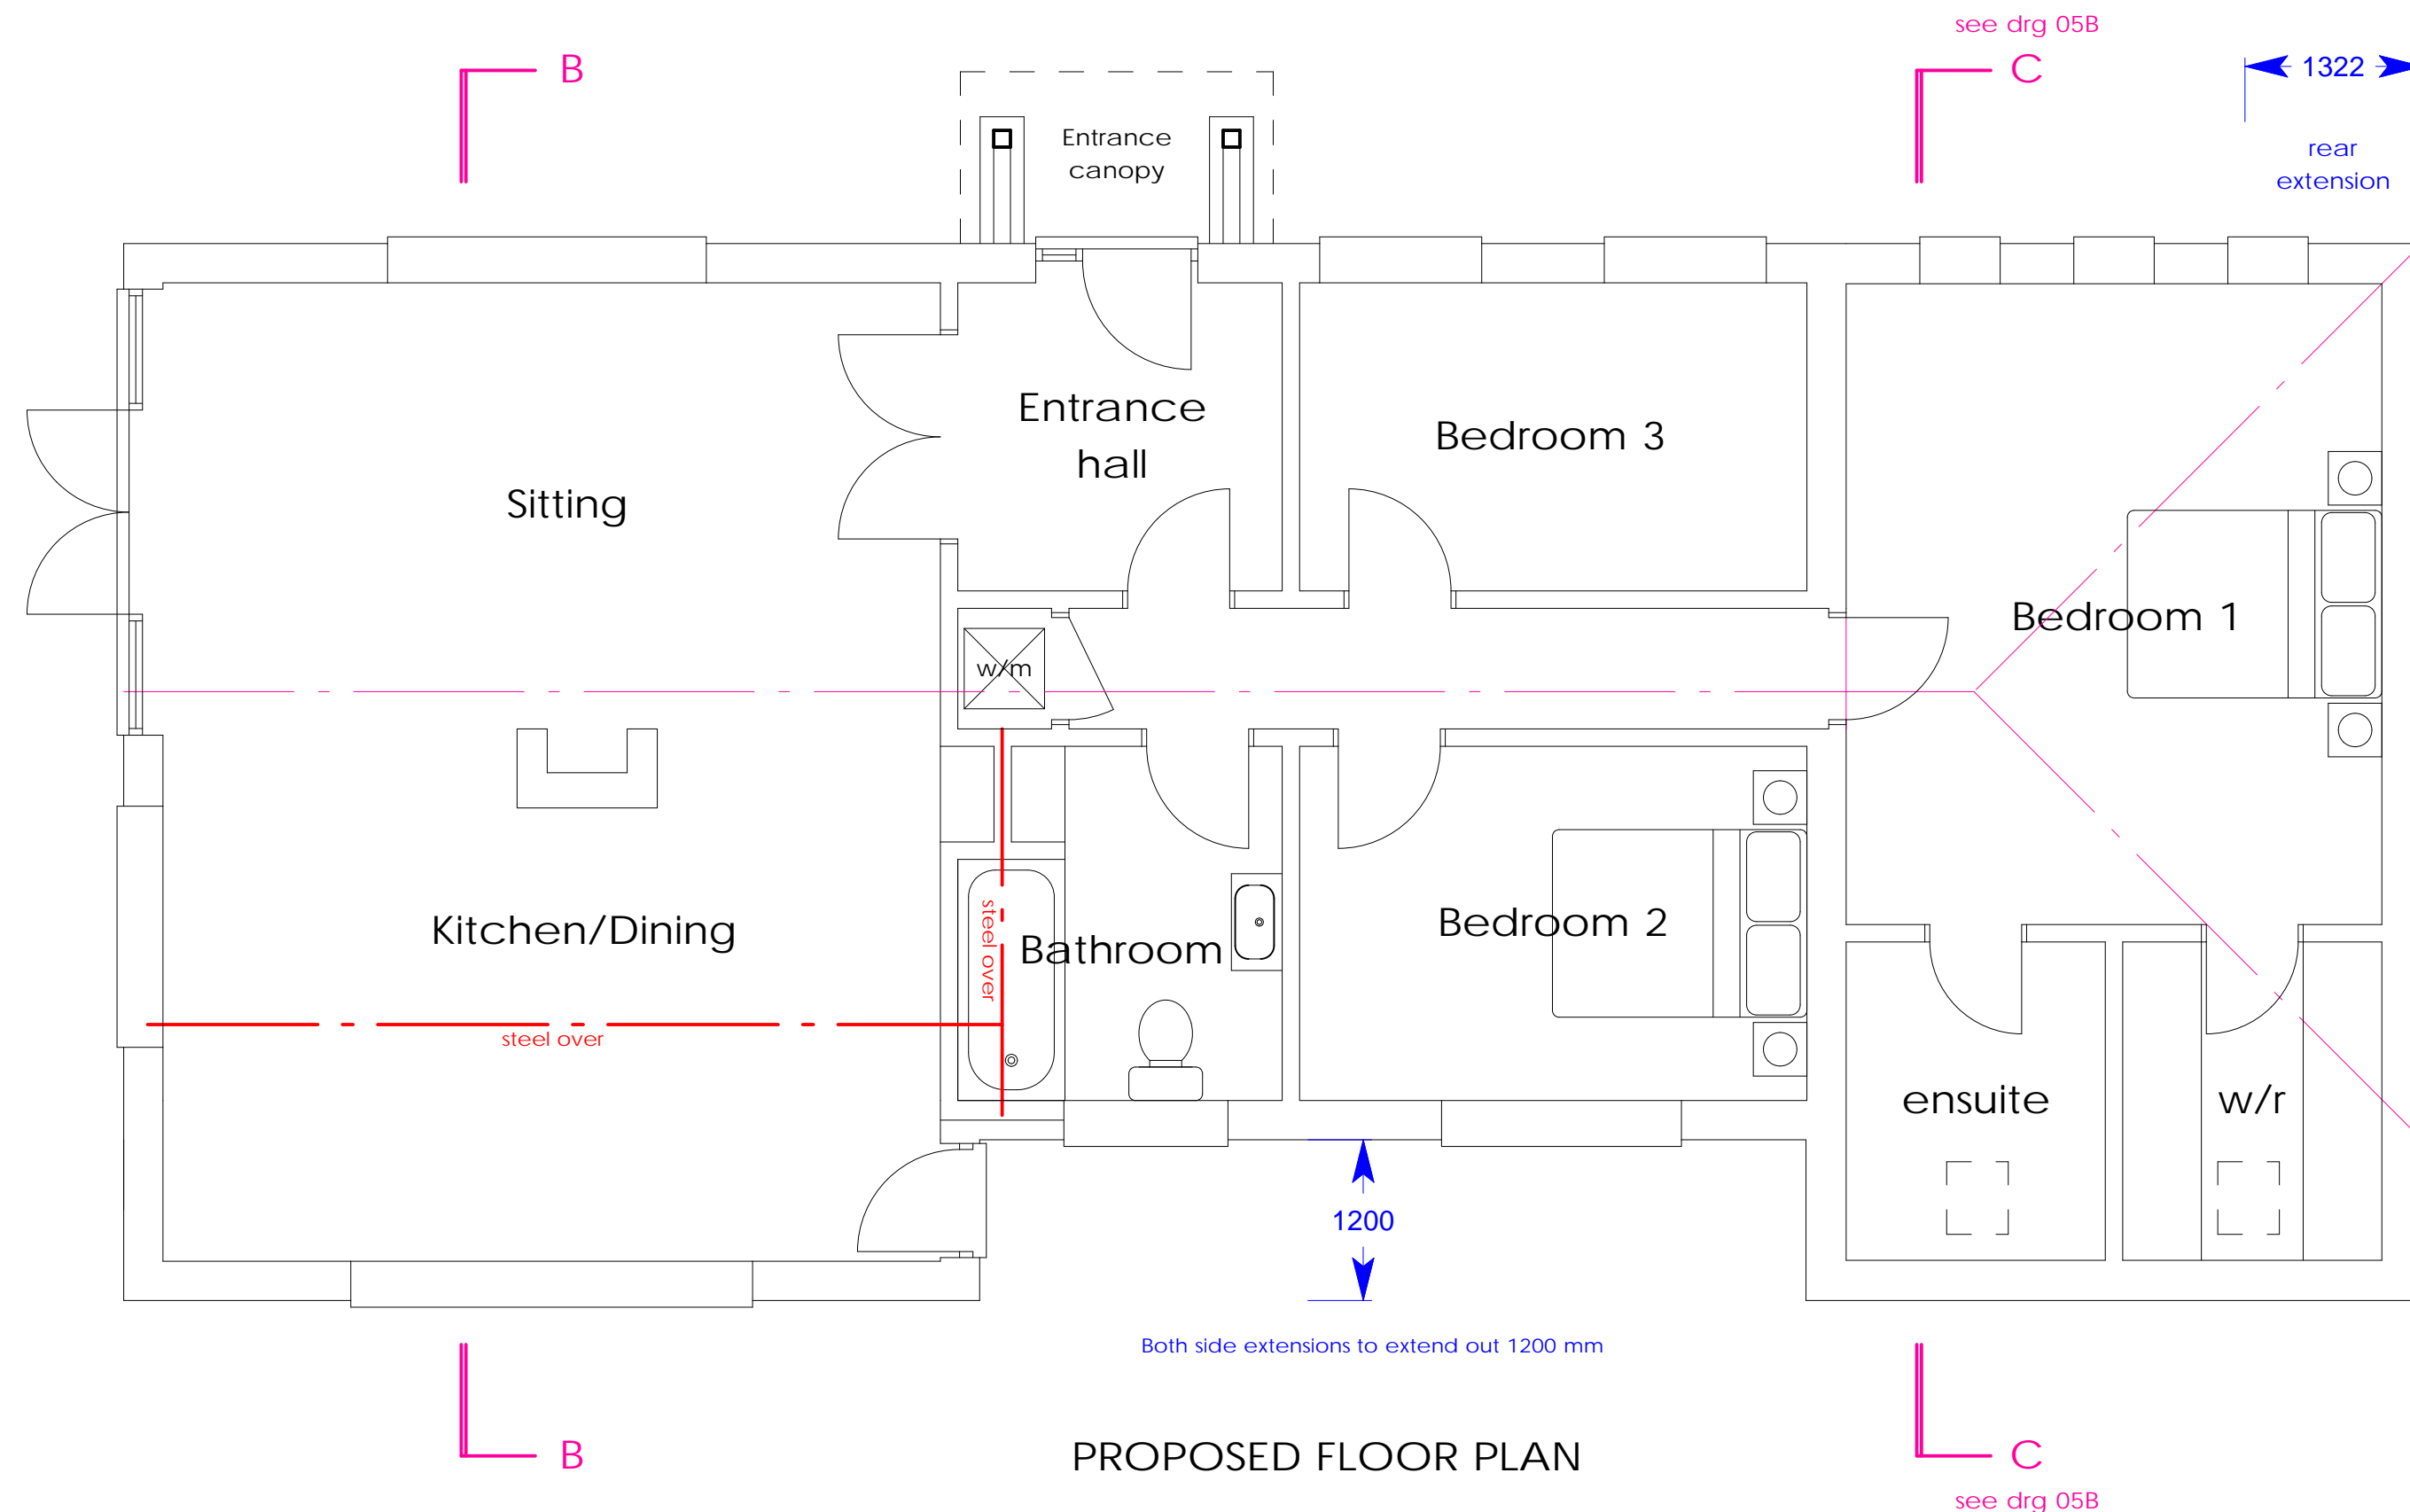 see drg 05B
B
C
1322
Entrance
canopy
rear
extension
Entrance
hall
Bedroom 3
Sitting
Bedroom 1
w/m
Kitchen/Dining
steel over
Bathroom
Bedroom 2
steel over
ensuite
w/r
1200
Both side extensions to extend out 1200 mm
B
PROPOSED FLOOR PLAN
C
see drg 05B